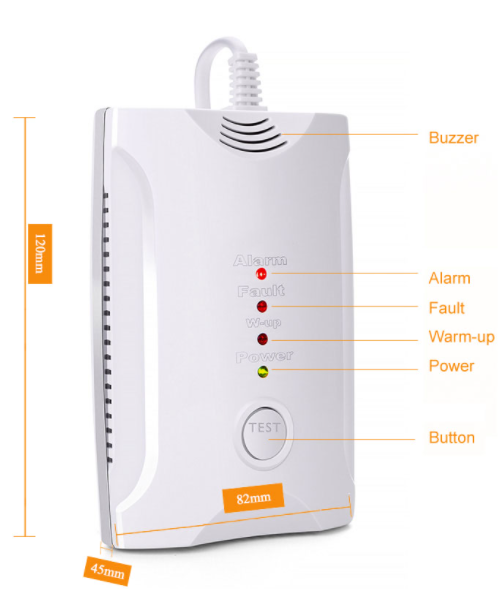 Buzzer
120mm
Alarm
Alarm
Fault
Fault
W-up
Warm-up
Power
Power
TEST
Button
82mm
45mm